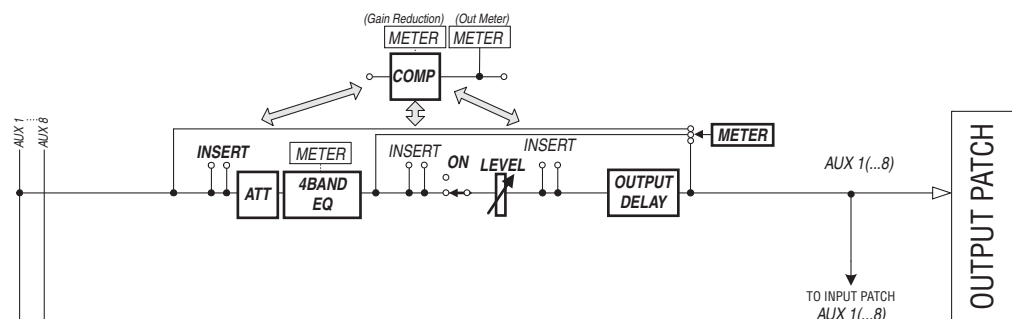 (Gain Reduction) (Out Meter)
METER METER
COMP
AUX 1
AUX 8
METER
INSERT METER INSERT ON LEVEL INSERT
AUX 1(...8)
ATT 4BAND EQ OUTPUT DELAY
OUTPUT PATCH
TO INPUT PATCH
AUX 1(...8)